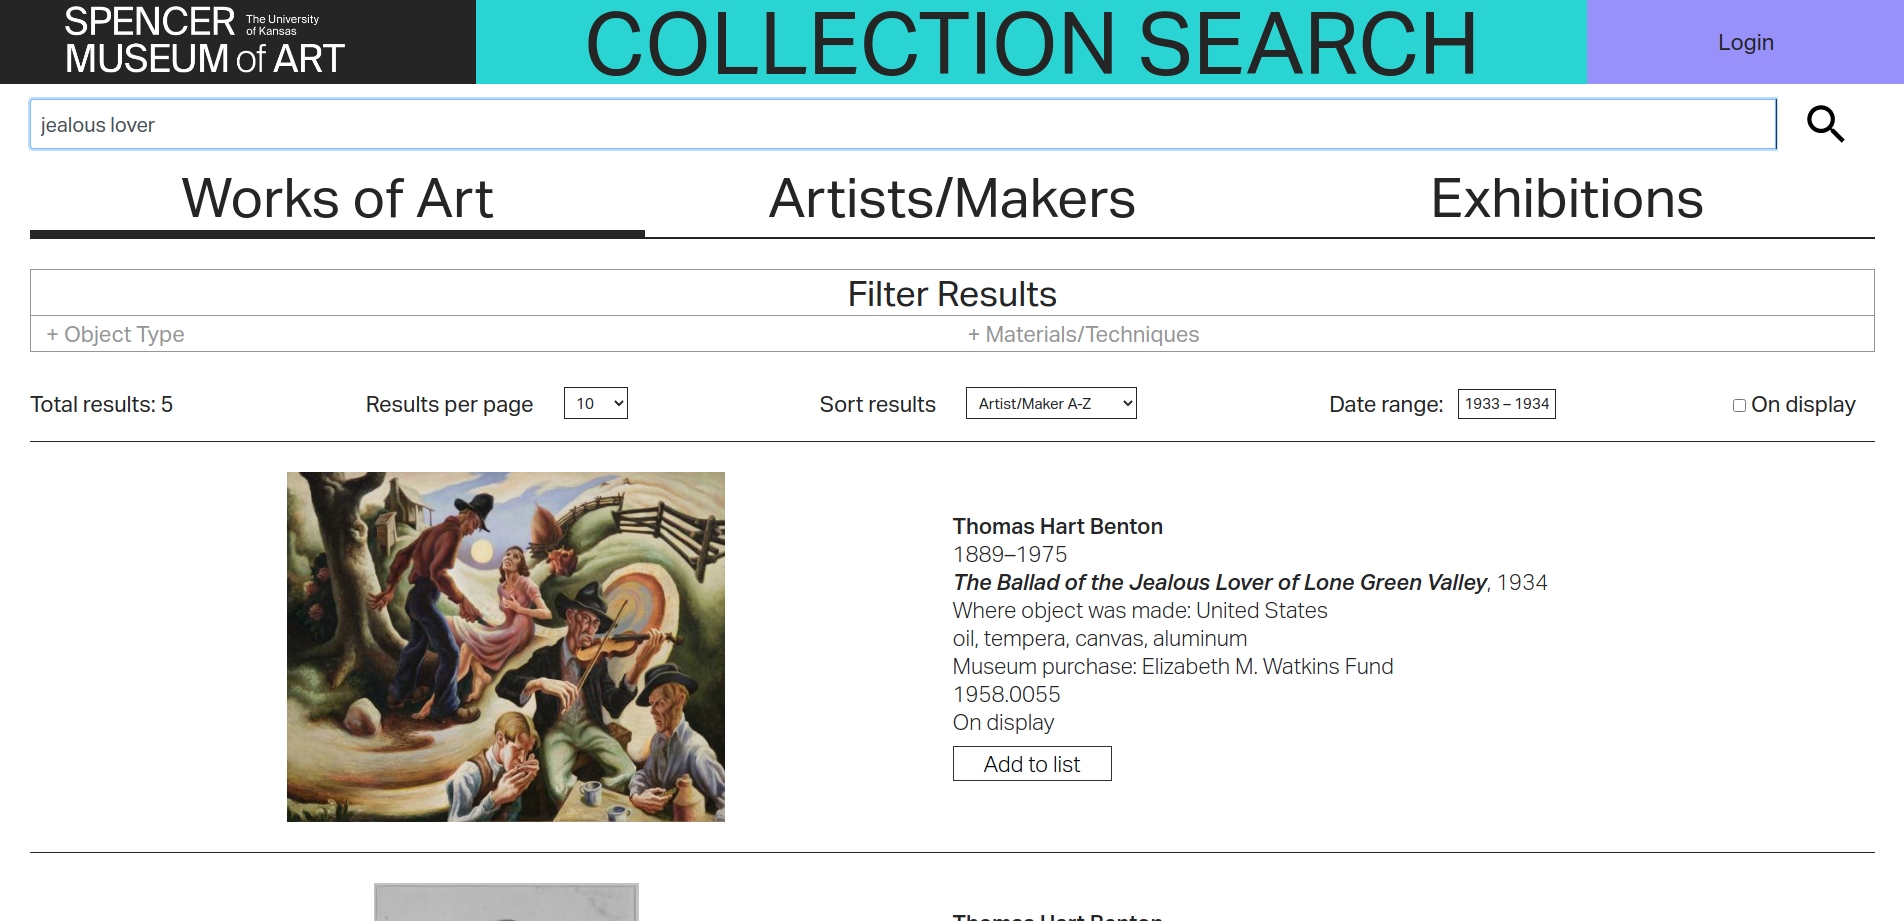 SPENCER The University of Kansas
MUSEUM of ART
COLLECTION SEARCH
Login
jealous lover
Works of Art
Artists/Makers
Exhibitions
Filter Results
+ Object Type
+ Materials/Techniques
Total results: 5
Results per page 10
Sort results Artist/Maker A-Z
Date range: 1933 – 1934
On display
Thomas Hart Benton
1889–1975
The Ballad of the Jealous Lover of Lone Green Valley, 1934
Where object was made: United States
oil, tempera, canvas, aluminum
Museum purchase: Elizabeth M. Watkins Fund
1958.0055
On display
Add to list
Thomas Hart Benton